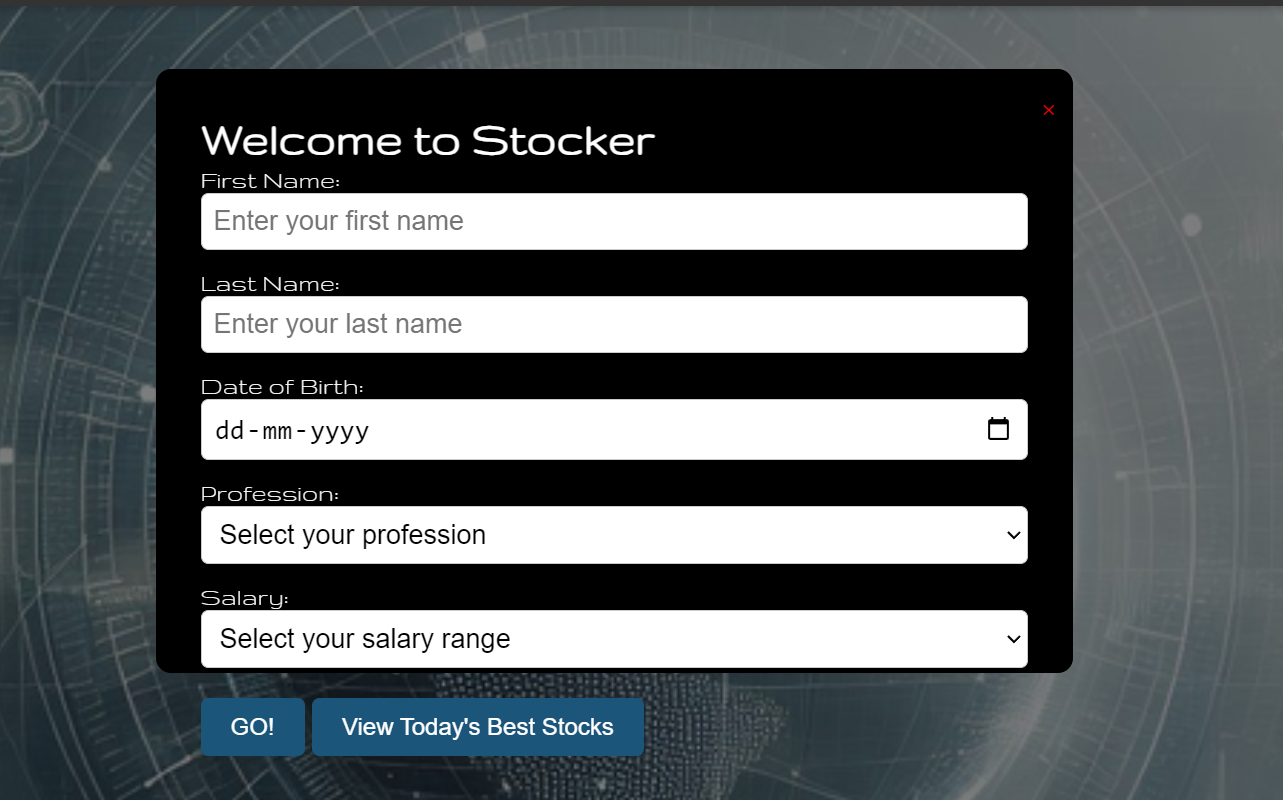 Welcome to Stocker
First Name:
Enter your first name
Last Name:
Enter your last name
Date of Birth:
dd-mm-yyyy
Profession:
Select your profession
Salary:
Select your salary range
GO! View Today's Best Stocks